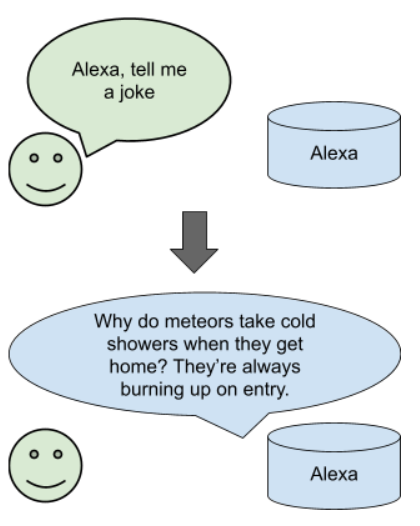 Alexa, tell me
a joke
Alexa
Why do meteors take cold
showers when they get
home? They’re always
burning up on entry.
Alexa